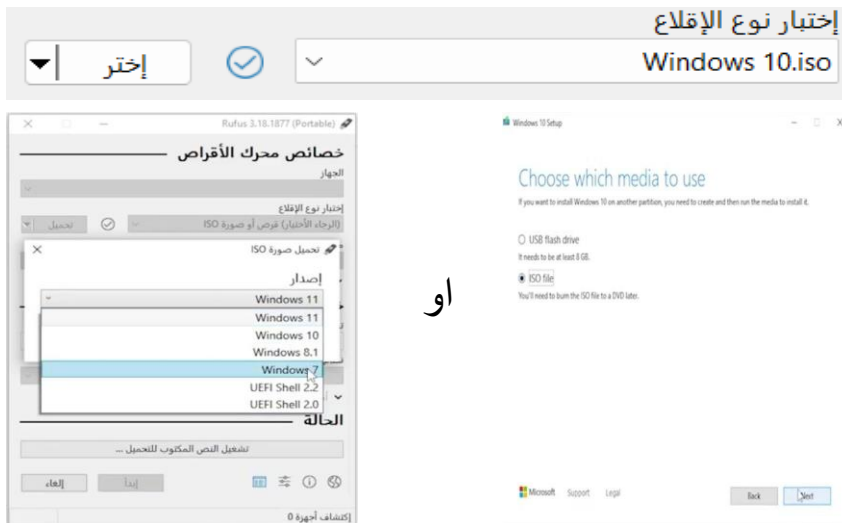 إختبار نوع الإقلاع
Windows 10.iso
إختر
Rufus 3.18.1877 (Portable)
خصائص محرك الأقراص
الجهاز
إختبار نوع الإقلاع
(الرجاء الأختبار) قرص أو صورة ISO
تحميل
تحميل صورة ISO
إصدار
Windows 11
Windows 11
Windows 10
Windows 8.1
Windows 7
UEFI Shell 2.2
UEFI Shell 2.0
الحالة
تشغيل النص المكتوب للتحميل ...
إبدأ
إلغاء
إكتشاف أجهزة 0
او
Windows 10 Setup
Choose which media to use
If you want to install Windows 10 on another partition, you need to create and then run the media to install it.
USB flash drive
It needs to be at least 8 GB.
ISO file
You'll need to burn the ISO file to a DVD later.
Microsoft Support Legal
Back Next